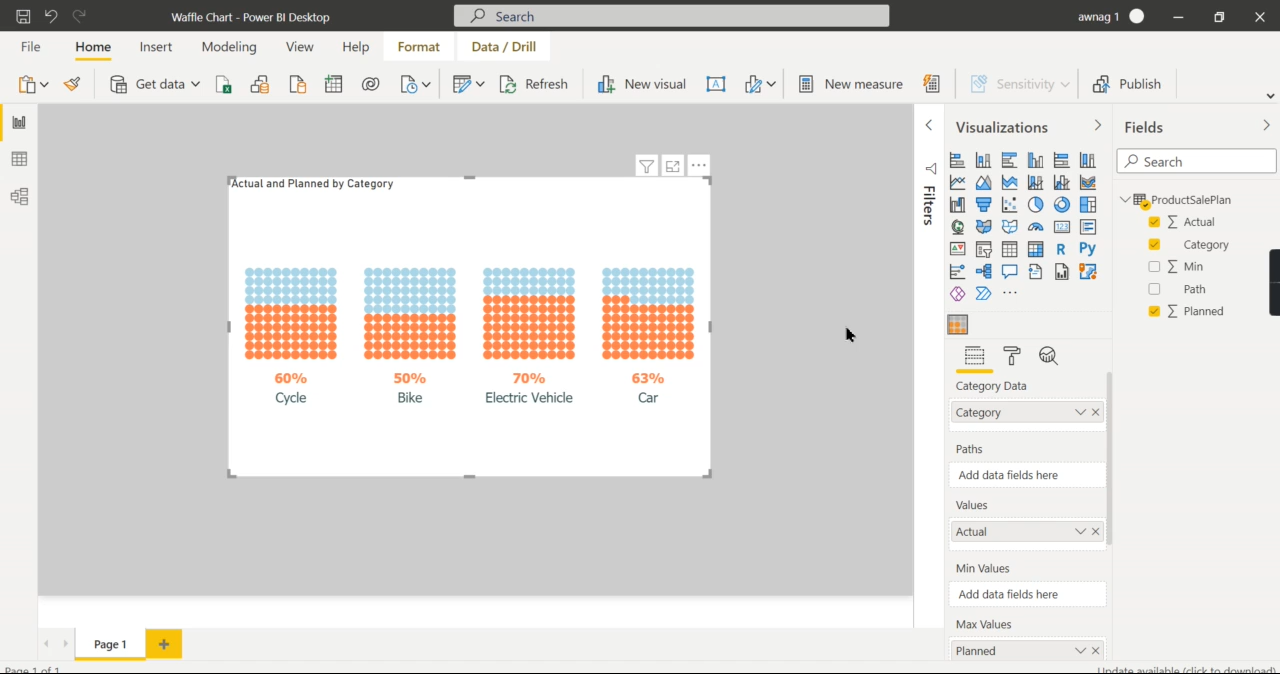 Waffle Chart - Power BI Desktop
Search
awnag 1
File Home Insert Modeling View Help Format Data / Drill
Get data Refresh New visual New measure Sensitivity Publish
Visualizations
Fields
Search
Filters
ProductSalePlan
Actual
Category
Min
Path
Planned
R Py
123
Actual and Planned by Category
60% 50% 70% 63%
Cycle Bike Electric Vehicle Car
Category Data
Category
Paths
Add data fields here
Values
Actual
Min Values
Add data fields here
Max Values
Planned
Page 1
Page 1 of 1
Update available (click to download)